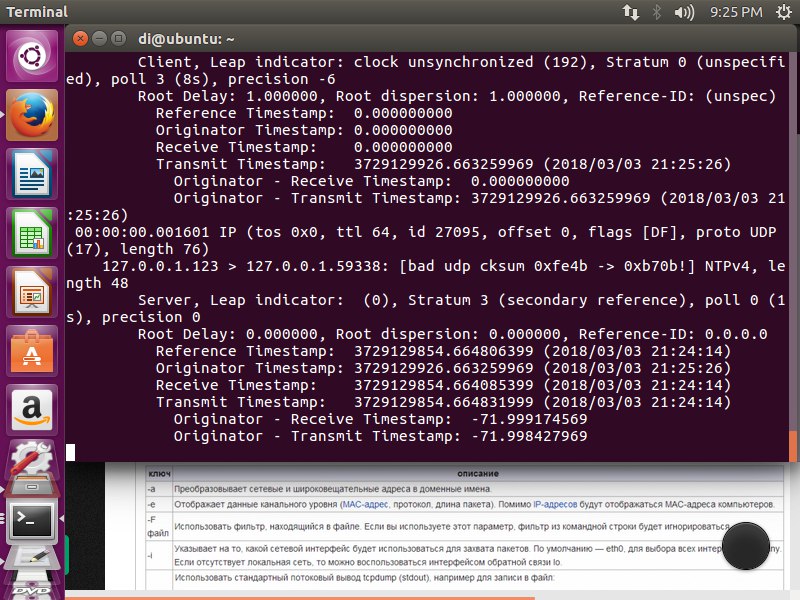 Terminal
9:25 PM
di@ubuntu: ~
Client, Leap indicator: clock unsynchronized (192), Stratum 0 (unspecifi
ed), poll 3 (8s), precision -6
Root Delay: 1.000000, Root dispersion: 1.000000, Reference-ID: (unspec)
Reference Timestamp:  0.000000000
Originator Timestamp: 0.000000000
Receive Timestamp:    0.000000000
Transmit Timestamp:   3729129926.663259969 (2018/03/03 21:25:26)
Originator - Receive Timestamp:  0.000000000
Originator - Transmit Timestamp: 3729129926.663259969 (2018/03/03 21
:25:26)
00:00:00.001601 IP (tos 0x0, ttl 64, id 27095, offset 0, flags [DF], proto UDP
(17), length 76)
127.0.0.1.123 > 127.0.0.1.59338: [bad udp cksum 0xfe4b -> 0xb70b!] NTPv4, le
ngth 48
Server, Leap indicator:  (0), Stratum 3 (secondary reference), poll 0 (1
s), precision 0
Root Delay: 0.000000, Root dispersion: 0.000000, Reference-ID: 0.0.0.0
Reference Timestamp:  3729129854.664806399 (2018/03/03 21:24:14)
Originator Timestamp: 3729129926.663259969 (2018/03/03 21:25:26)
Receive Timestamp:    3729129854.664085399 (2018/03/03 21:24:14)
Transmit Timestamp:   3729129854.664831999 (2018/03/03 21:24:14)
Originator - Receive Timestamp:  -71.999174569
Originator - Transmit Timestamp: -71.998427969
ключ описание
-a Преобразовывает сетевые и широковещательные адреса в доменные имена.
-e Отображает данные канального уровня (MAC-адрес, протокол, длина пакета). Помимо IP-адресов будут отображаться MAC-адреса компьютеров.
-F файл Использовать фильтр, находящийся в файле. Если вы используете этот параметр, фильтр из командной строки будет игнорироваться
-i Указывает на то, какой сетевой интерфейс будет использоваться для захвата пакетов. По умолчанию — eth0, для выбора всех
Если отсутствует локальная сеть, то можно воспользоваться интерфейсом обратной связи lo.
Использовать стандартный потоковый вывод tcpdump (stdout), например для записи в файл:
a
DVD